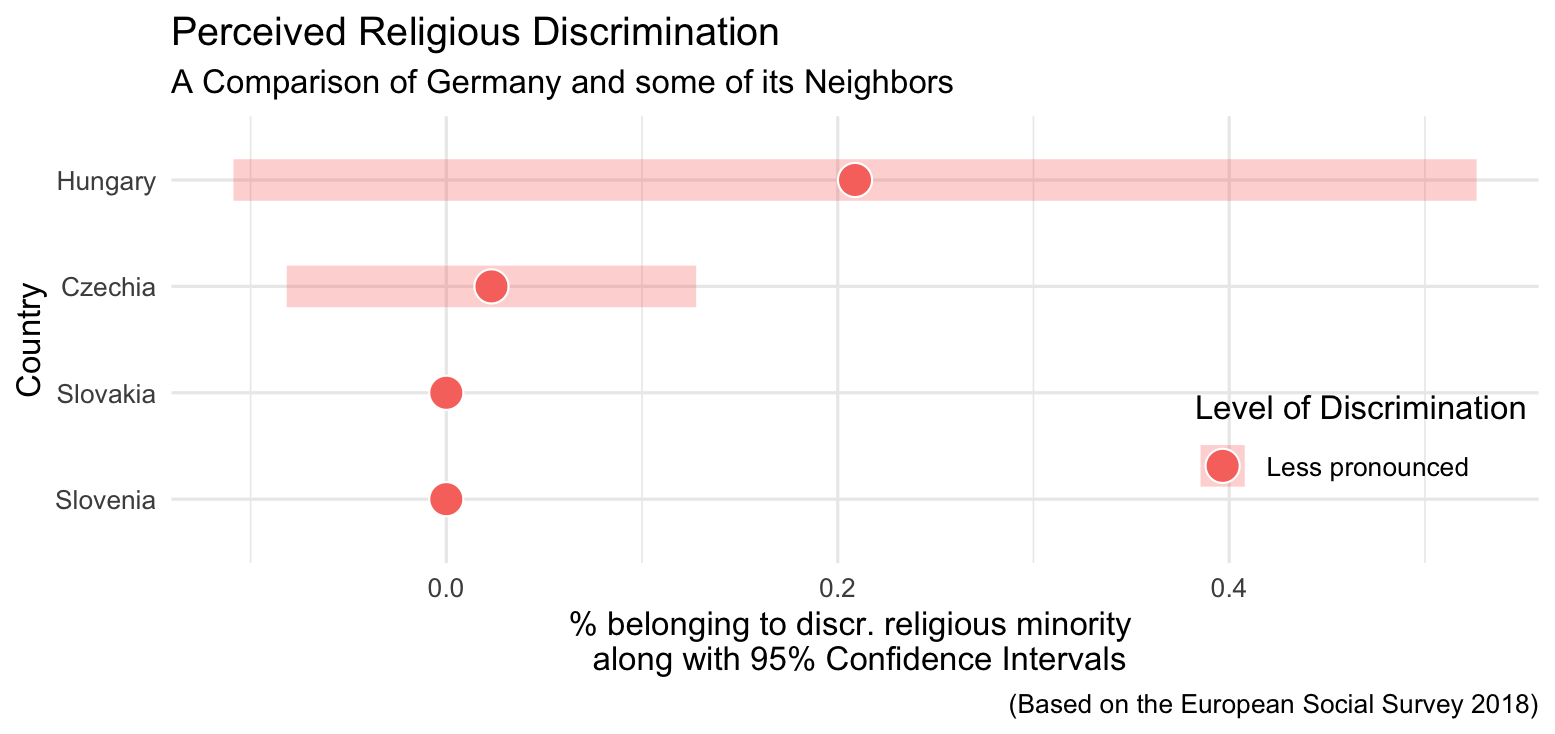 Perceived Religious Discrimination
A Comparison of Germany and some of its Neighbors
Hungary
Czechia
Slovakia
Slovenia
Country
Level of Discrimination
Less pronounced
0.0
0.2
0.4
% belonging to discr. religious minority
along with 95% Confidence Intervals
(Based on the European Social Survey 2018)